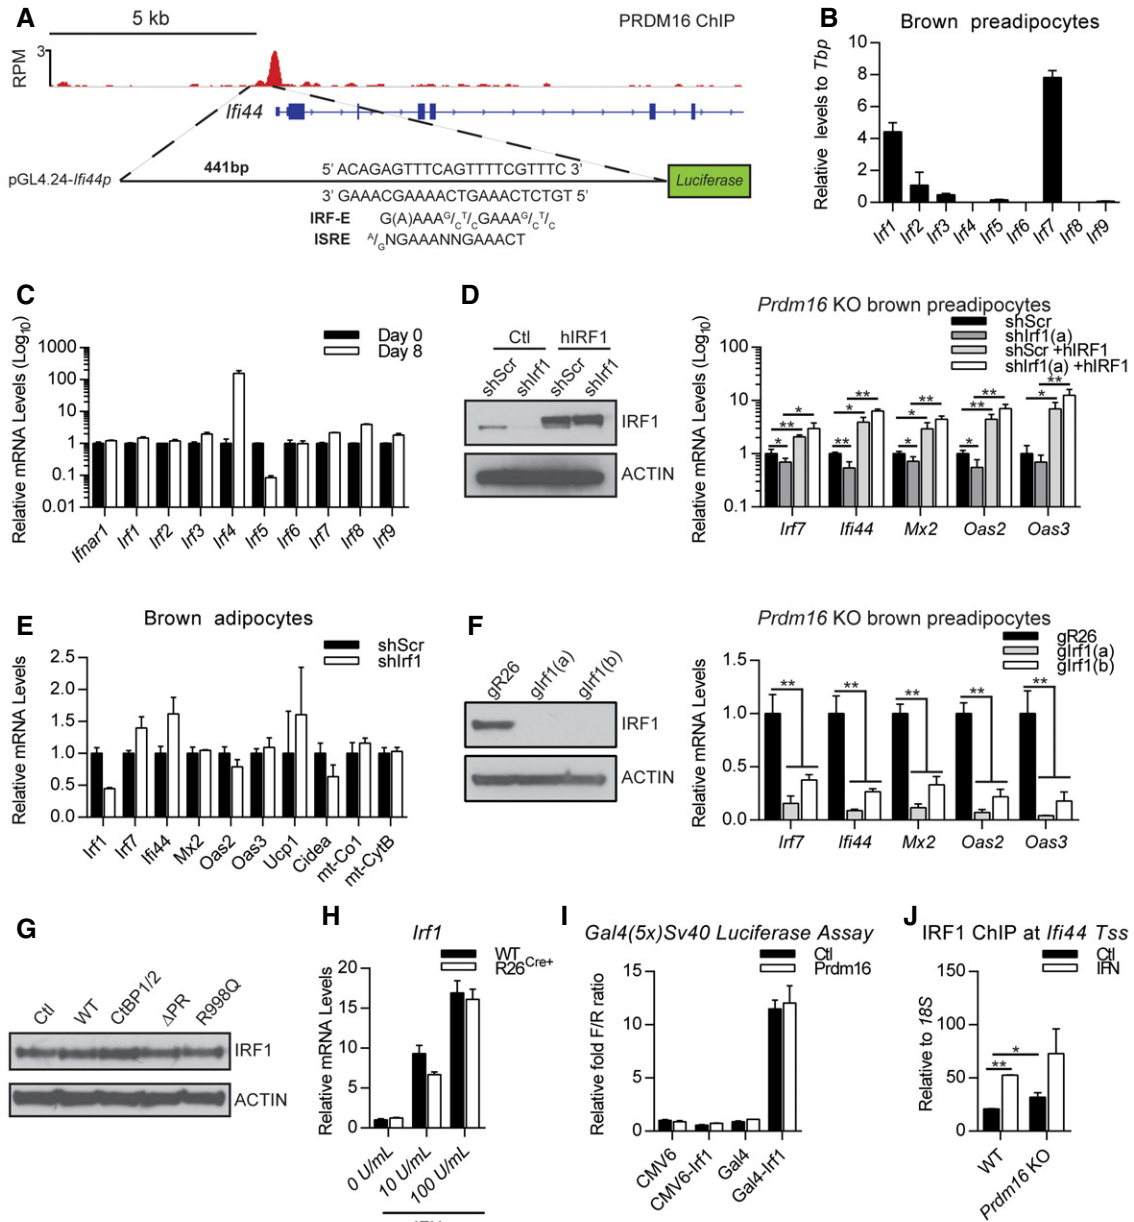 A
5 kb
PRDM16 ChIP
3
RPM
Ifi44
pGL4.24-Ifi44p
441bp
5' ACAGAGTTTCAGTTTTCGTTTC 3'
3' GAAACGAAAACTGAAACTCTGT 5'
Luciferase
IRF-E G(A)AAAG/CT/CGAAAG/CT/C
ISRE A/GNGAAANNGAAACT
B
Brown preadipocytes
Relative levels to Tbp
10
8
6
4
2
0
Irf1 Irf2 Irf3 Irf4 Irf5 Irf6 Irf7 Irf8 Irf9
C
Day 0
Day 8
Relative mRNA Levels (Log10)
1000
100
10
1
0.1
0.01
Ifnar1 Irf1 Irf2 Irf3 Irf4 Irf5 Irf6 Irf7 Irf8 Irf9
D
Ctl hIRF1
shScr shIrf1 shScr shIrf1
IRF1
ACTIN
Prdm16 KO brown preadipocytes
shScr
shIrf1(a)
shScr +hIRF1
shIrf1(a) +hIRF1
Relative mRNA Levels (Log10)
100
10
1
0.1
* ** *
** * **
* * **
* ** **
* **
Irf7 Ifi44 Mx2 Oas2 Oas3
E
Brown adipocytes
shScr
shIrf1
Relative mRNA Levels
2.5
2.0
1.5
1.0
0.5
0.0
Irf1 Irf7 Ifi44 Mx2 Oas2 Oas3 Ucp1 Cidea mt-Co1 mt-CytB
F
gR26 gIrf1(a) gIrf1(b)
IRF1
ACTIN
Prdm16 KO brown preadipocytes
gR26
gIrf1(a)
gIrf1(b)
Relative mRNA Levels
1.5
1.0
0.5
0.0
** ** ** ** **
Irf7 Ifi44 Mx2 Oas2 Oas3
G
Ctl WT CtBP1/2 ΔPR R998Q
IRF1
ACTIN
H
Irf1
WT
R26Cre+
Relative mRNA Levels
20
15
10
5
0
0 U/mL 10 U/mL 100 U/mL
I
Gal4(5x)Sv40 Luciferase Assay
Ctl
Prdm16
Relative fold F/R ratio
15
10
5
0
CMV6 CMV6-Irf1 Gal4 Gal4-Irf1
J
IRF1 ChIP at Ifi44 Tss
Ctl
IFN
Relative to 18S
150
100
50
0
** *
WT Prdm16 KO